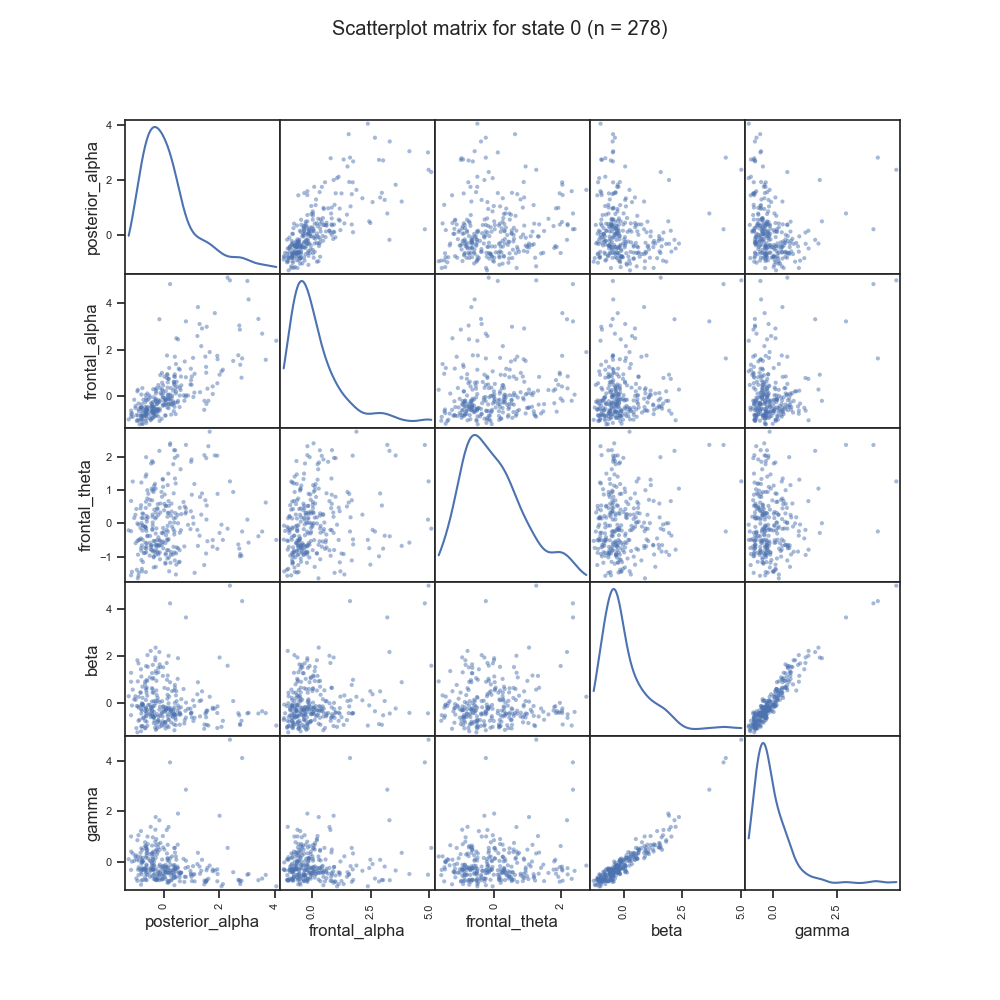 Scatterplot matrix for state 0 (n = 278)
posterior_alpha
4
2
0
frontal_alpha
4
2
0
frontal_theta
2
1
0
−1
beta
4
2
0
gamma
4
2
0
0 2 4 0.0 2.5 5.0 0 2 0.0 2.5 5.0 0.0 2.5
posterior_alpha frontal_alpha frontal_theta beta gamma